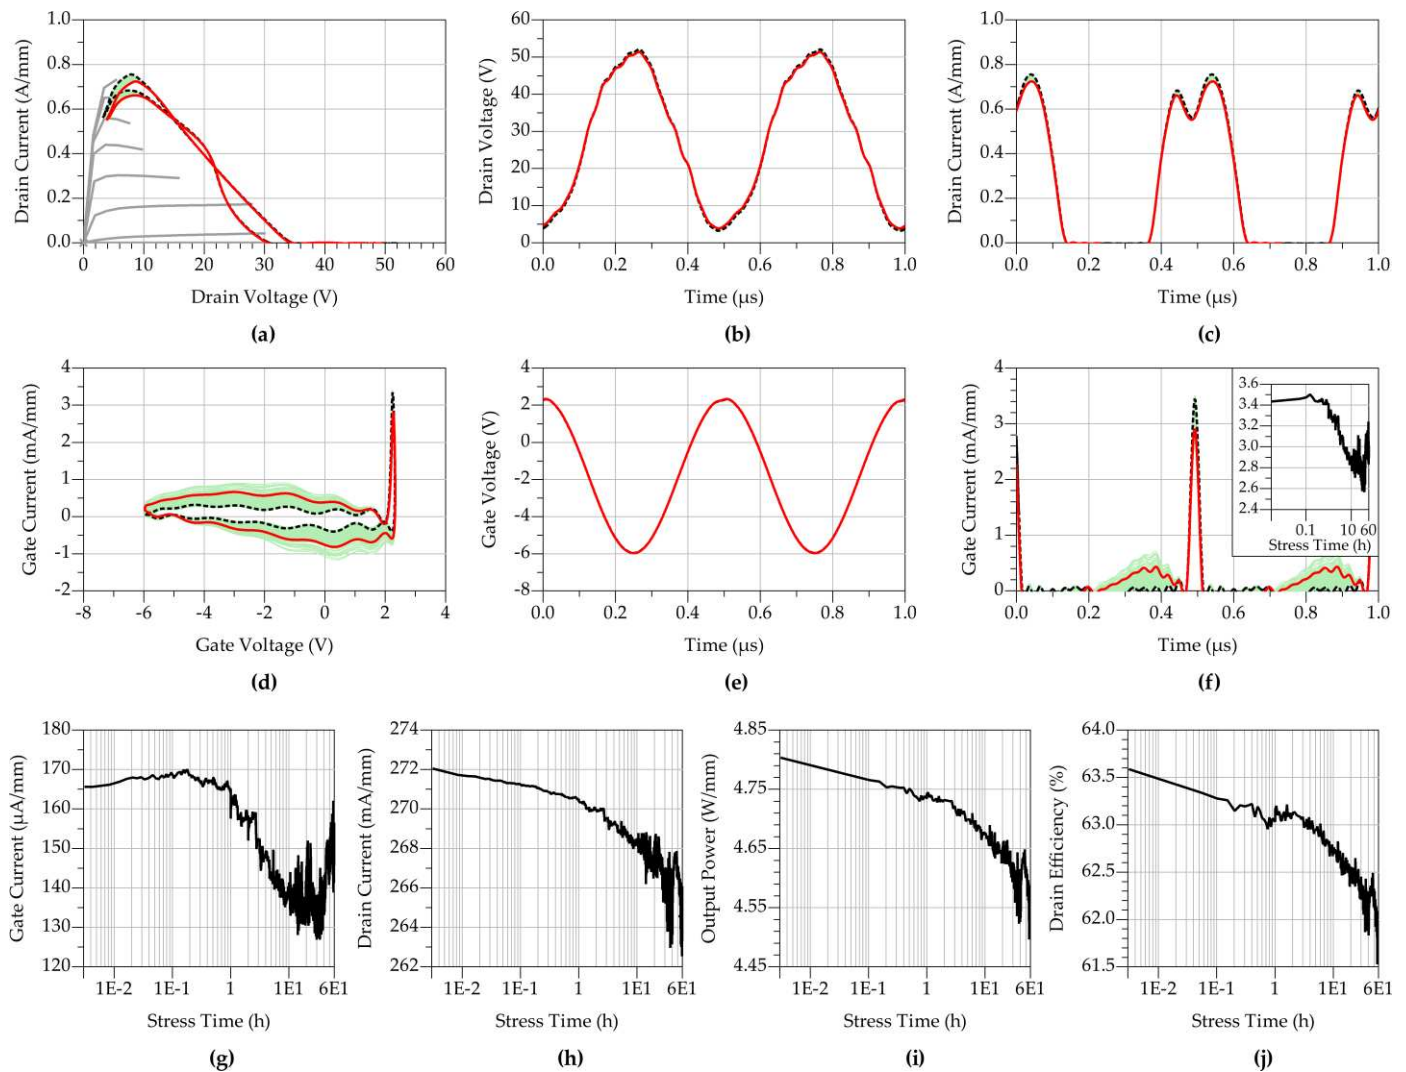 1.0
0.8
0.6
0.4
0.2
0.0
0 10 20 30 40 50 60
Drain Current (A/mm)
Drain Voltage (V)
(a)
60
50
40
30
20
10
0
0.0 0.2 0.4 0.6 0.8 1.0
Drain Voltage (V)
Time (μs)
(b)
1.0
0.8
0.6
0.4
0.2
0.0
0.0 0.2 0.4 0.6 0.8 1.0
Drain Current (A/mm)
Time (μs)
(c)
4
3
2
1
0
-1
-2
-8 -6 -4 -2 0 2 4
Gate Current (mA/mm)
Gate Voltage (V)
(d)
4
2
0
-2
-4
-6
-8
0.0 0.2 0.4 0.6 0.8 1.0
Gate Voltage (V)
Time (μs)
(e)
4
3
2
1
0
0.0 0.2 0.4 0.6 0.8 1.0
Gate Current (mA/mm)
Time (μs)
3.6
3.4
3.2
3.0
2.8
2.6
2.4
0.1 10 60
Stress Time (h)
(f)
180
170
160
150
140
130
120
1E-2 1E-1 1 1E1 6E1
Gate Current (μA/mm)
Stress Time (h)
(g)
274
272
270
268
266
264
262
1E-2 1E-1 1 1E1 6E1
Drain Current (mA/mm)
Stress Time (h)
(h)
4.85
4.75
4.65
4.55
4.45
1E-2 1E-1 1 1E1 6E1
Output Power (W/mm)
Stress Time (h)
(i)
64.0
63.5
63.0
62.5
62.0
61.5
1E-2 1E-1 1 1E1 6E1
Drain Efficiency (%)
Stress Time (h)
(j)